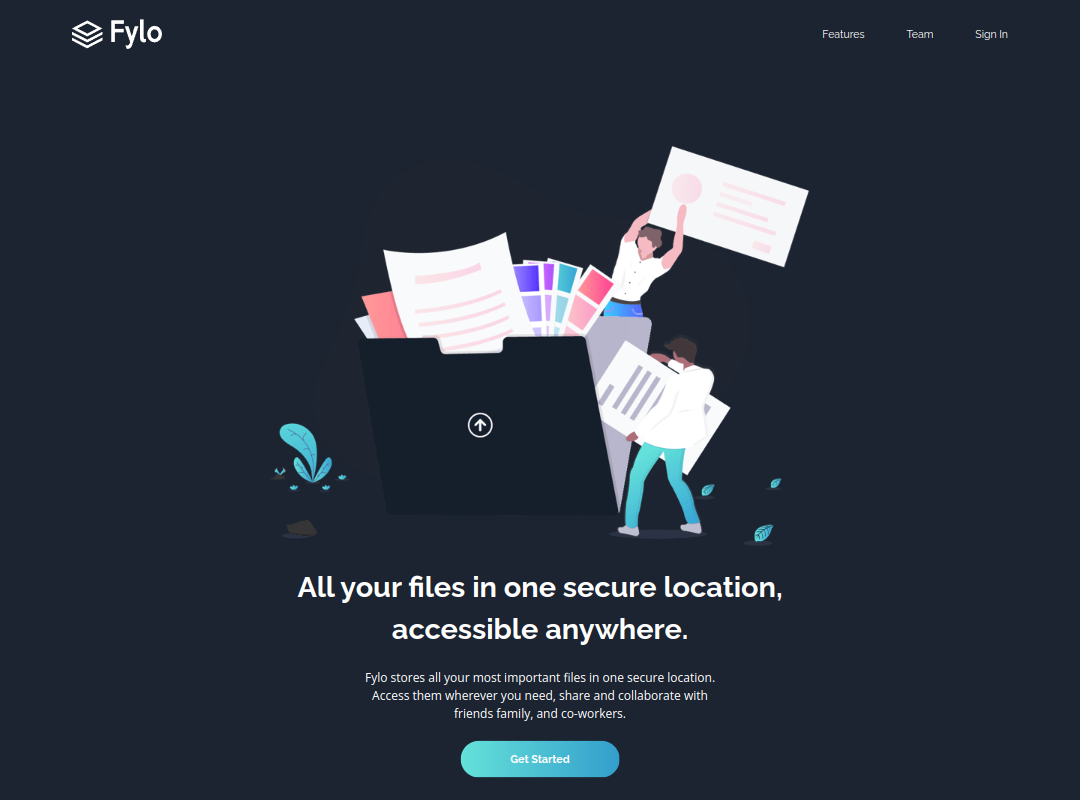 Fylo
Features
Team
Sign In
All your files in one secure location,
accessible anywhere.
Fylo stores all your most important files in one secure location.
Access them wherever you need, share and collaborate with
friends family, and co-workers.
Get Started